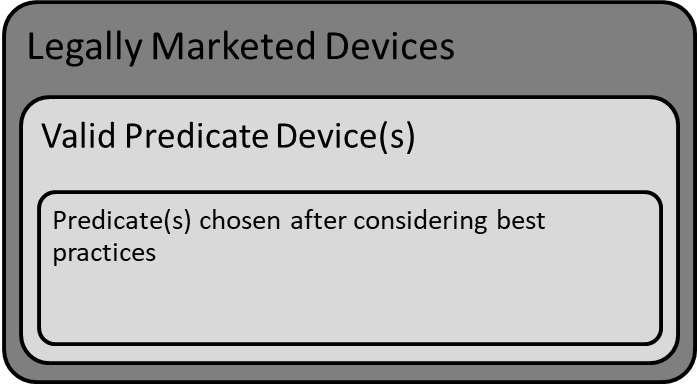 Legally Marketed Devices
Valid Predicate Device(s)
Predicate(s) chosen after considering best
practices